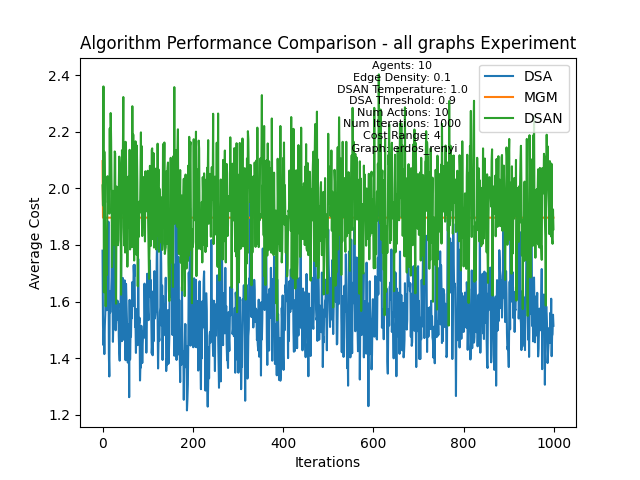 Algorithm Performance Comparison - all graphs Experiment
Agents: 10
Edge Density: 0.1
DSAN Temperature: 1.0
DSA Threshold: 0.9
Num Actions: 10
Num Iterations: 1000
Cost Range: 4
Graph: erdos_renyi
DSA
MGM
DSAN
Average Cost
2.4
2.2
2.0
1.8
1.6
1.4
1.2
0
200
400
600
800
1000
Iterations